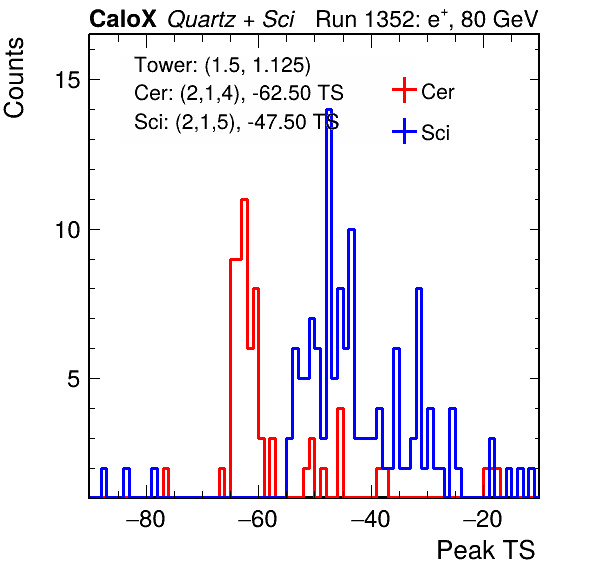 CaloX Quartz + Sci Run 1352: e+, 80 GeV
Counts
Tower: (1.5, 1.125)
Cer: (2,1,4), -62.50 TS
Sci: (2,1,5), -47.50 TS
Cer
Sci
15
10
5
−80 −60 −40 −20
Peak TS